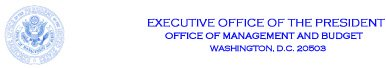 EXECUTIVE OFFICE OF THE PRESIDENT
OFFICE OF MANAGEMENT AND BUDGET
WASHINGTON, D.C. 20503